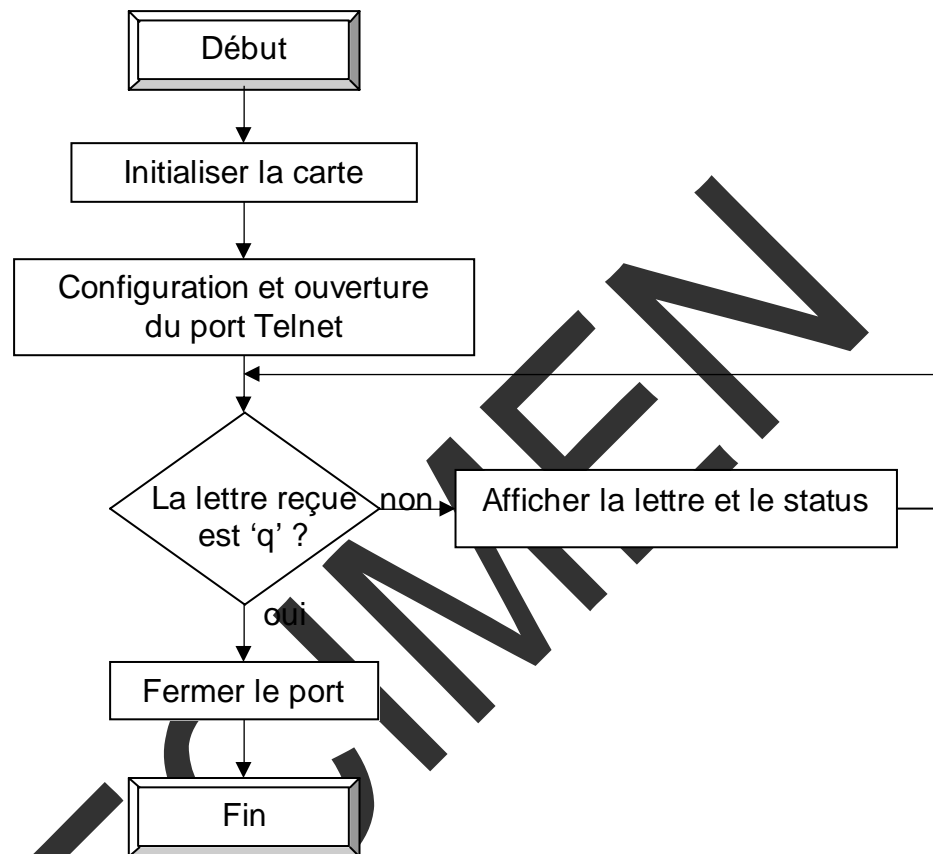 Début
Initialiser la carte
Configuration et ouverture
du port Telnet
La lettre reçue
est ‘q’ ?
non
Afficher la lettre et le status
oui
Fermer le port
Fin
CIMEN